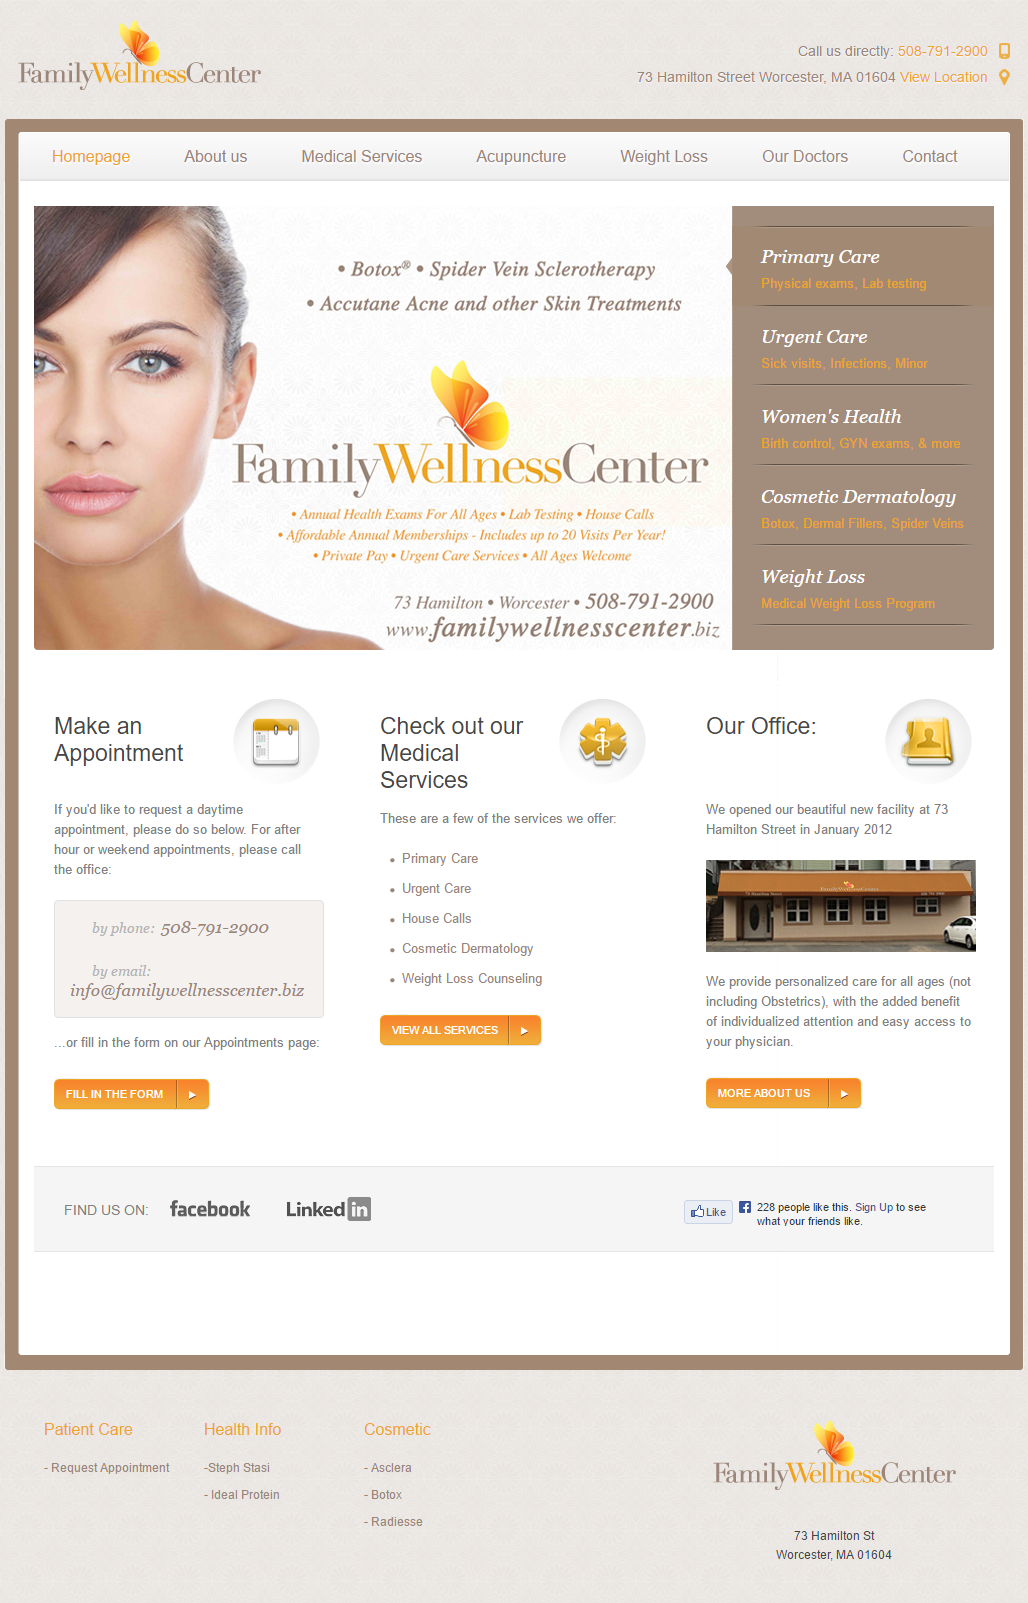 FamilyWellnessCenter
Call us directly: 508-791-2900
73 Hamilton Street Worcester, MA 01604 View Location
Homepage About us Medical Services Acupuncture Weight Loss Our Doctors Contact
• Botox® • Spider Vein Sclerotherapy
• Accutane Acne and other Skin Treatments
FamilyWellnessCenter
• Annual Health Exams For All Ages • Lab Testing • House Calls
• Affordable Annual Memberships - Includes up to 20 Visits Per Year!
• Private Pay • Urgent Care Services • All Ages Welcome
73 Hamilton • Worcester • 508-791-2900
www.familywellnesscenter.biz
Primary Care
Physical exams, Lab testing
Urgent Care
Sick visits, Infections, Minor
Women's Health
Birth control, GYN exams, & more
Cosmetic Dermatology
Botox, Dermal Fillers, Spider Veins
Weight Loss
Medical Weight Loss Program
Make an
Appointment
If you'd like to request a daytime
appointment, please do so below. For after
hour or weekend appointments, please call
the office:
by phone: 508-791-2900
by email:
info@familywellnesscenter.biz
...or fill in the form on our Appointments page:
FILL IN THE FORM
Check out our
Medical
Services
These are a few of the services we offer:
• Primary Care
• Urgent Care
• House Calls
• Cosmetic Dermatology
• Weight Loss Counseling
VIEW ALL SERVICES
Our Office:
We opened our beautiful new facility at 73
Hamilton Street in January 2012
FamilyWellnessCenter
We provide personalized care for all ages (not
including Obstetrics), with the added benefit
of individualized attention and easy access to
your physician.
MORE ABOUT US
FIND US ON: facebook Linked in
Like
228 people like this. Sign Up to see
what your friends like.
Patient Care
- Request Appointment
Health Info
-Steph Stasi
- Ideal Protein
Cosmetic
- Asclera
- Botox
- Radiesse
FamilyWellnessCenter
73 Hamilton St
Worcester, MA 01604